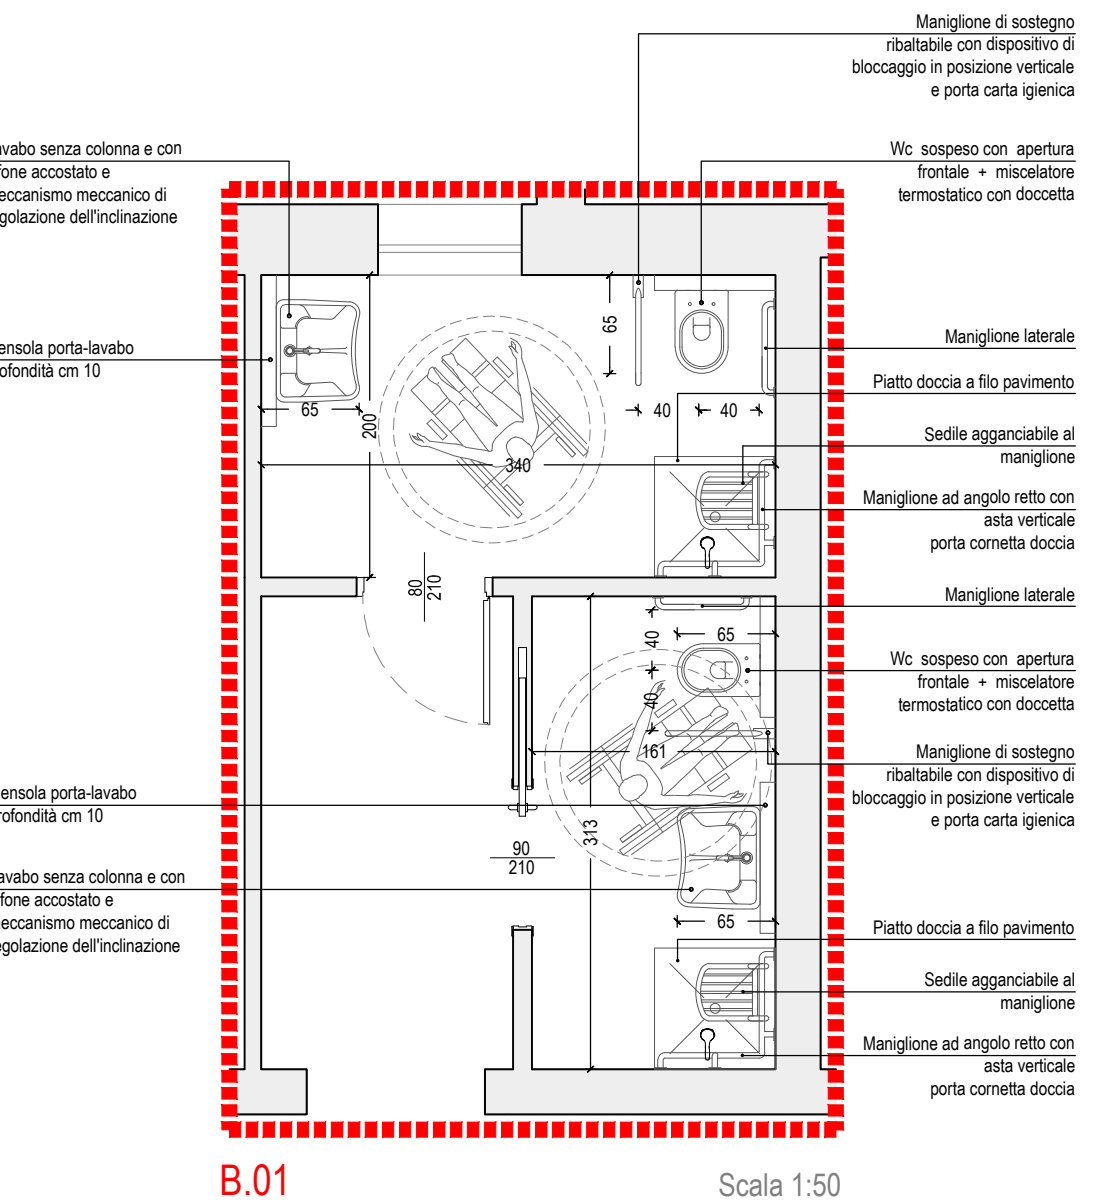 Maniglione di sostegno
ribaltabile con dispositivo di
bloccaggio in posizione verticale
e porta carta igienica
avabo senza colonna e con
fone accostato e
eccanismo meccanico di
golazione dell'inclinazione
Wc sospeso con apertura
frontale + miscelatore
termostatico con doccetta
ensola porta-lavabo
ofondità cm 10
Maniglione laterale
Piatto doccia a filo pavimento
Sedile agganciabile al
maniglione
Maniglione ad angolo retto con
asta verticale
porta cornetta doccia
65
200
65
40
40
340
80
210
Maniglione laterale
Wc sospeso con apertura
frontale + miscelatore
termostatico con doccetta
Maniglione di sostegno
ribaltabile con dispositivo di
bloccaggio in posizione verticale
e porta carta igienica
40
65
40
161
313
90
210
65
ensola porta-lavabo
rofondità cm 10
avabo senza colonna e con
fone accostato e
neccanismo meccanico di
egolazione dell'inclinazione
Piatto doccia a filo pavimento
Sedile agganciabile al
maniglione
Maniglione ad angolo retto con
asta verticale
porta cornetta doccia
B.01
Scala 1:50